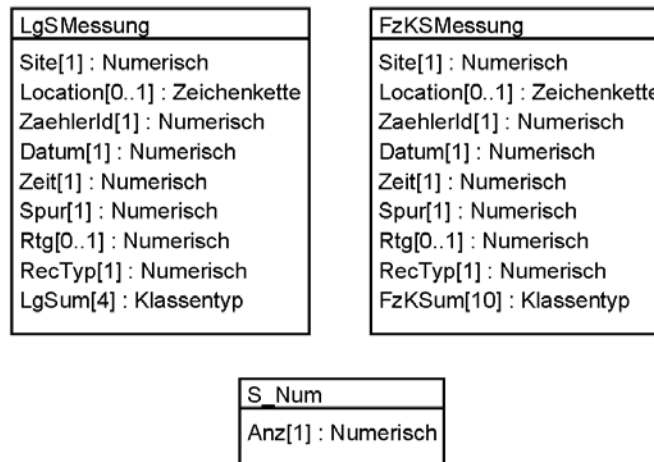 LgSMessung
Site[1] : Numerisch
Location[0..1] : Zeichenkette
ZaehlerId[1] : Numerisch
Datum[1] : Numerisch
Zeit[1] : Numerisch
Spur[1] : Numerisch
Rtg[0..1] : Numerisch
RecTyp[1] : Numerisch
LgSum[4] : Klassentyp
FzKSMessung
Site[1] : Numerisch
Location[0..1] : Zeichenkette
ZaehlerId[1] : Numerisch
Datum[1] : Numerisch
Zeit[1] : Numerisch
Spur[1] : Numerisch
Rtg[0..1] : Numerisch
RecTyp[1] : Numerisch
FzKSum[10] : Klassentyp
S_Num
Anz[1] : Numerisch